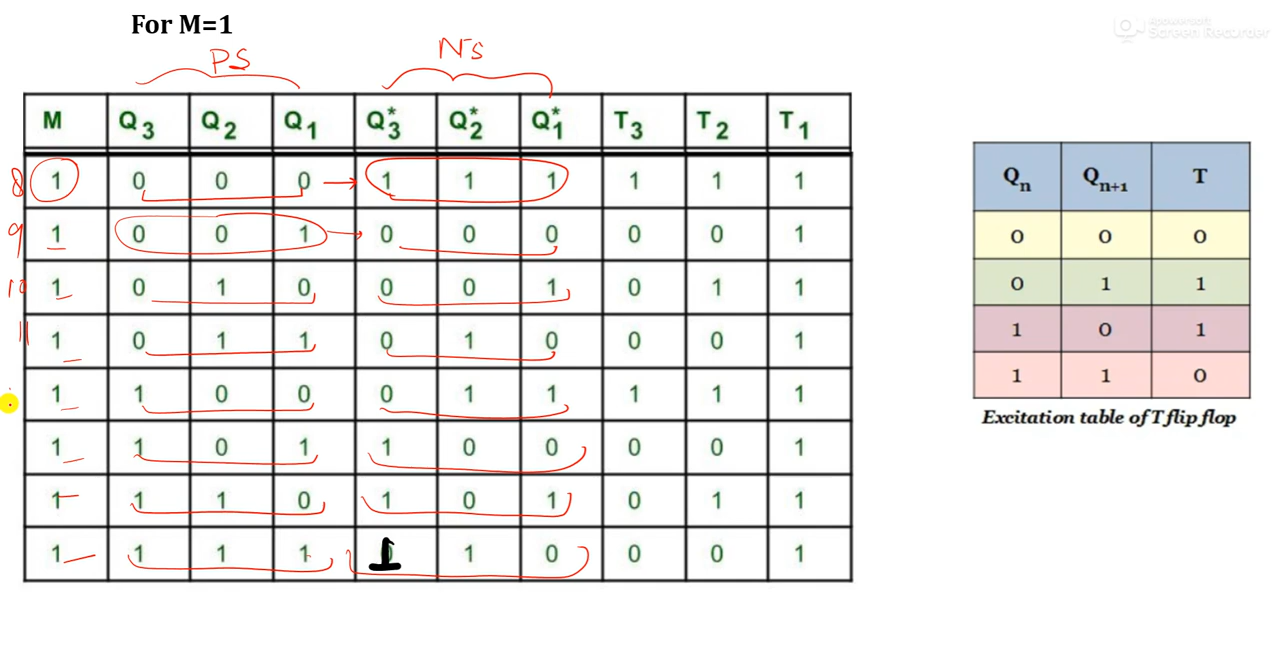 For M=1
PS NS
M Q3 Q2 Q1 Q3* Q2* Q1* T3 T2 T1
8 1 0 0 0 1 1 1 1 1 1
9 1 0 0 1 0 0 0 0 0 1
10 1 0 1 0 0 0 1 0 1 1
11 1 0 1 1 0 1 0 0 0 1
1 1 0 0 0 1 1 1 1 1
1 1 0 1 1 0 0 0 0 1
1 1 1 0 1 0 1 0 1 1
1 1 1 1 1 1 0 0 0 1
Qn Qn+1 T
0 0 0
0 1 1
1 0 1
1 1 0
Excitation table of T flip flop
Apowersoft
Screen Recorder